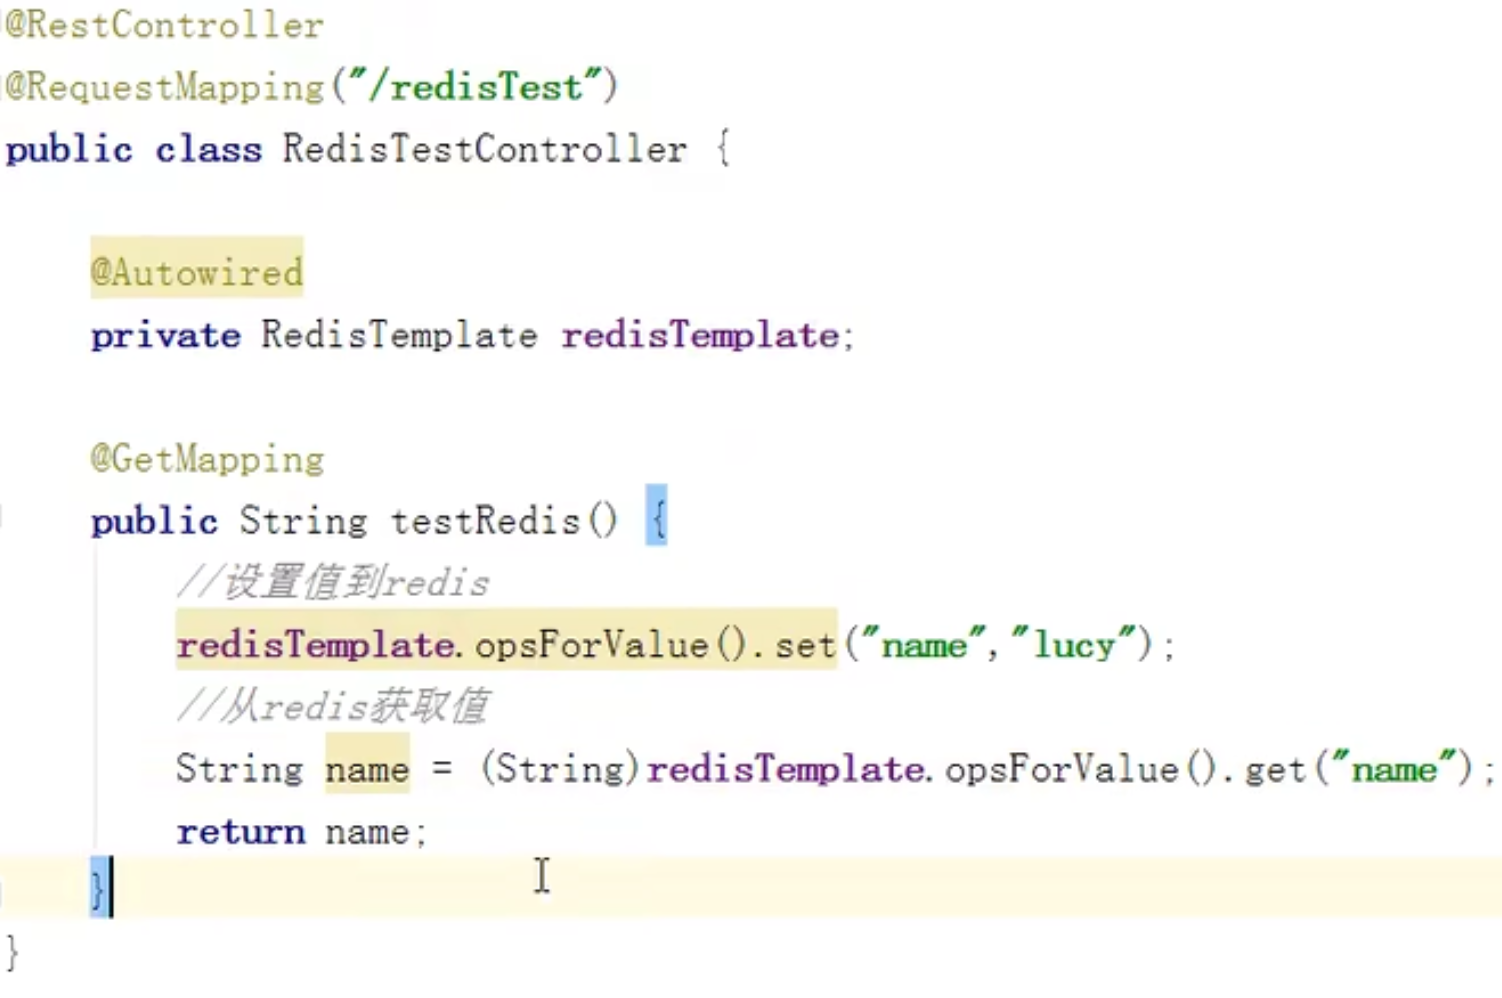 @RestController
@RequestMapping("/redisTest")
public class RedisTestController {
@Autowired
private RedisTemplate redisTemplate;
@GetMapping
public String testRedis() {
//设置值到redis
redisTemplate.opsForValue().set("name","lucy");
//从redis获取值
String name = (String)redisTemplate.opsForValue().get("name");
return name;
}
}